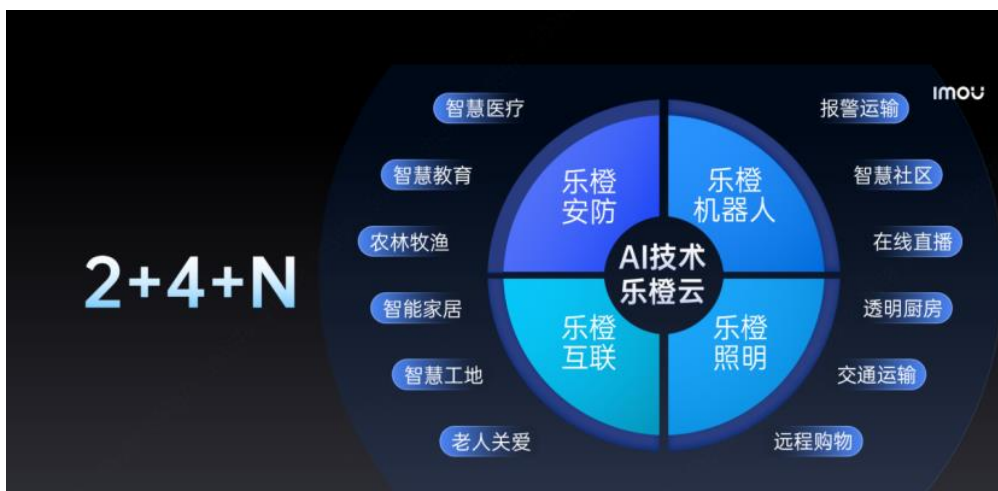 imou
智慧医疗
报警运输
智慧教育
智慧社区
农林牧渔
在线直播
智能家居
透明厨房
智慧工地
交通运输
老人关爱
远程购物
2+4+N
乐橙
安防
乐橙
机器人
AI技术
乐橙云
乐橙
互联
乐橙
照明